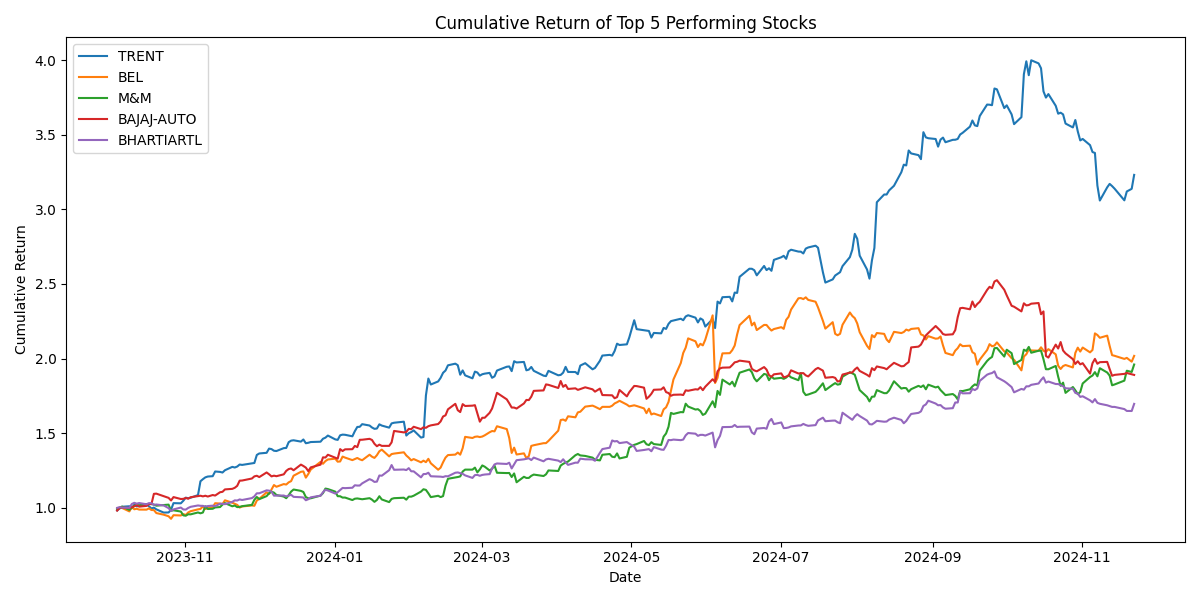 Cumulative Return of Top 5 Performing Stocks
TRENT
BEL
M&M
BAJAJ-AUTO
BHARTIARTL
Cumulative Return
4.0
3.5
3.0
2.5
2.0
1.5
1.0
2023-11
2024-01
2024-03
2024-05
2024-07
2024-09
2024-11
Date